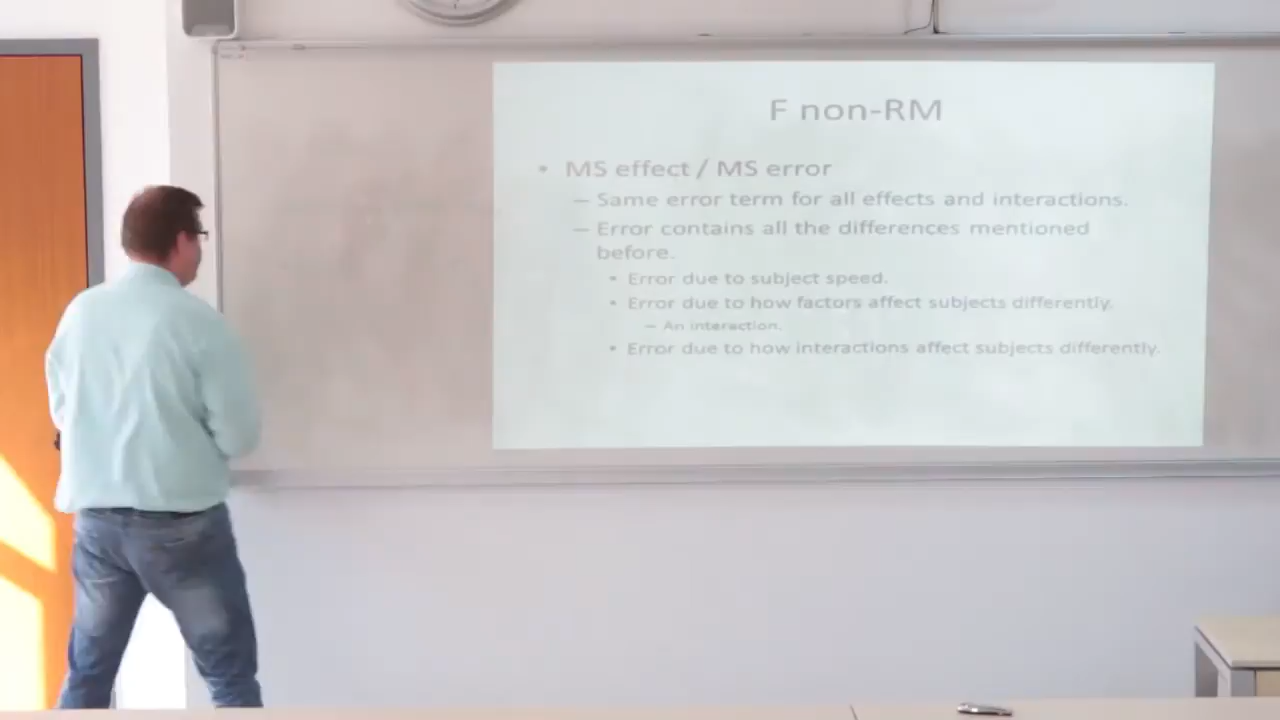 F non-RM
• MS effect / MS error
– Same error term for all effects and interactions.
– Error contains all the differences mentioned
before.
• Error due to subject speed.
• Error due to how factors affect subjects differently.
– An interaction.
• Error due to how interactions affect subjects differently.